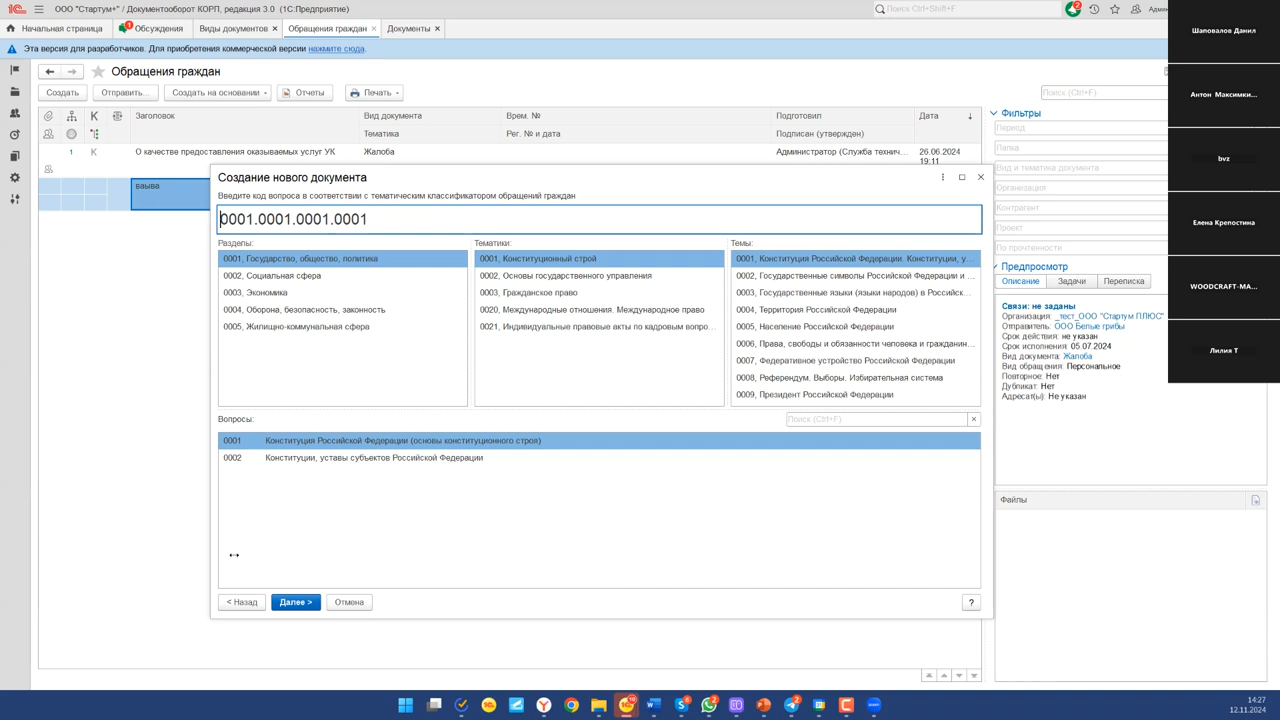 ООО "Стартум+" / Документооборот КОРП, редакция 3.0 (1С:Предприятие)
Поиск Ctrl+Shift+F
2
Начальная страница
1
Обсуждения
Виды документов ×
Обращения граждан ×
Документы ×
Эта версия для разработчиков. Для приобретения коммерческой версии нажмите сюда.
Обращения граждан
Создать
Отправить...
Создать на основании
Отчеты
Печать
Поиск (Ctrl+F)
Заголовок
Вид документа
Врем. №
Подготовил
Дата
Тематика
Рег. № и дата
Подписан (утвержден)
1
К
О качестве предоставления оказываемых услуг УК
Жалоба
Администратор (Служба технич...
26.06.2024
19:11
ваыва
Создание нового документа
Введите код вопроса в соответствии с тематическим классификатором обращений граждан
0001.0001.0001.0001
Разделы:
0001, Государство, общество, политика
0002, Социальная сфера
0003, Экономика
0004, Оборона, безопасность, законность
0005, Жилищно-коммунальная сфера
Тематики:
0001, Конституционный строй
0002, Основы государственного управления
0003, Гражданское право
0020, Международные отношения. Международное право
0021, Индивидуальные правовые акты по кадровым вопро...
Темы:
0001, Конституция Российской Федерации. Конституции, у...
0002, Государственные символы Российской Федерации и ...
0003, Государственные языки (языки народов) в Российск...
0004, Территория Российской Федерации
0005, Население Российской Федерации
0006, Права, свободы и обязанности человека и гражданин...
0007, Федеративное устройство Российской Федерации
0008, Референдум. Выборы. Избирательная система
0009, Президент Российской Федерации
Вопросы:
Поиск (Ctrl+F)
0001 Конституция Российской Федерации (основы конституционного строя)
0002 Конституции, уставы субъектов Российской Федерации
< Назад
Далее >
Отмена
?
Фильтры
Период
Папка
Вид и тематика документа
Организация
Контрагент
Проект
По прочтености
Предпросмотр
Описание
Задачи
Переписка
Связи: не заданы
Организация: _тест_ООО "Стартум ПЛЮС"
Отправитель: ООО Белые грибы
Срок действия: не указан
Срок исполнения: 05.07.2024
Вид документа: Жалоба
Вид обращения: Персональное
Повторное: Нет
Дубликат: Нет
Адресат(ы): Не указан
Файлы
Шаповалов Данил
Антон Максимки...
bvz
Елена Крепостина
WOODCRAFT-MA...
Лилия Т
14:27
12.11.2024